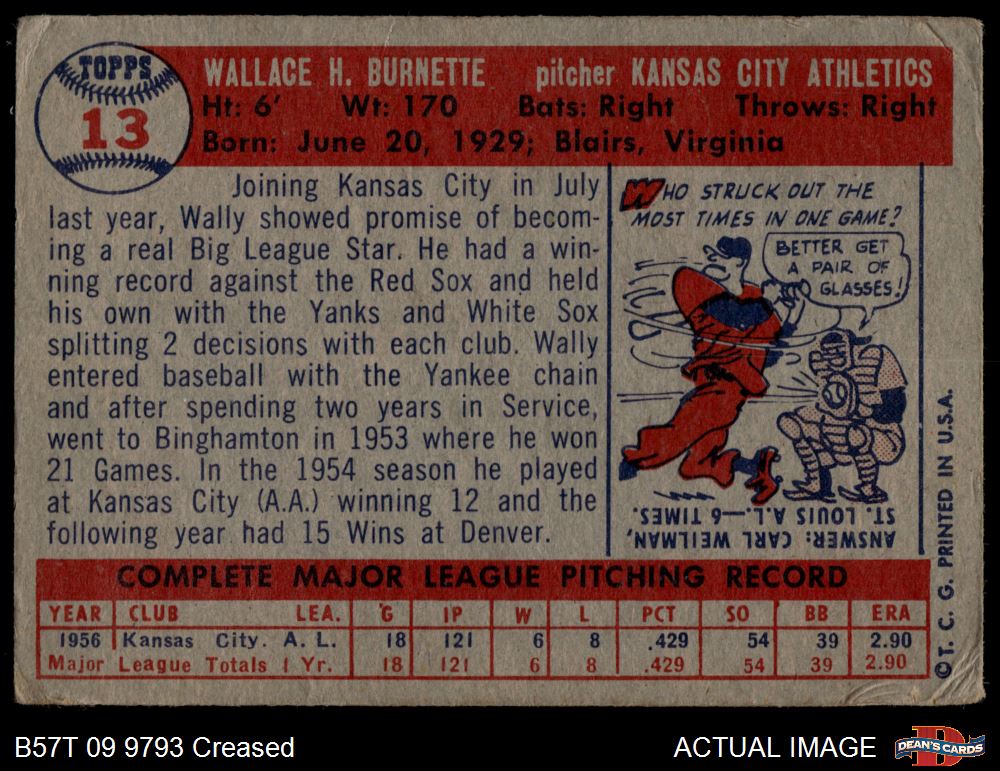 TOPPS
13
WALLACE H. BURNETTE pitcher KANSAS CITY ATHLETICS
Ht: 6' Wt: 170 Bats: Right Throws: Right
Born: June 20, 1929; Blairs, Virginia
Joining Kansas City in July
last year, Wally showed promise of becom-
ing a real Big League Star. He had a win-
ning record against the Red Sox and held
his own with the Yanks and White Sox
splitting 2 decisions with each club. Wally
entered baseball with the Yankee chain
and after spending two years in Service,
went to Binghamton in 1953 where he won
21 Games. In the 1954 season he played
at Kansas City (A.A.) winning 12 and the
following year had 15 Wins at Denver.
WHO STRUCK OUT THE
MOST TIMES IN ONE GAME?
BETTER GET
A PAIR OF
GLASSES!
ANSWER: CARL WEILMAN,
ST. LOUIS A.L.—6 TIMES.
© T. C. G. PRINTED IN U.S.A.
COMPLETE MAJOR LEAGUE PITCHING RECORD
YEAR CLUB LEA. G IP W L PCT SO BB ERA
1956 Kansas City. A. L. 18 121 6 8 .429 54 39 2.90
Major League Totals 1 Yr. 18 121 6 8 .429 54 39 2.90
B57T 09 9793 Creased
ACTUAL IMAGE
DEAN'S CARDS